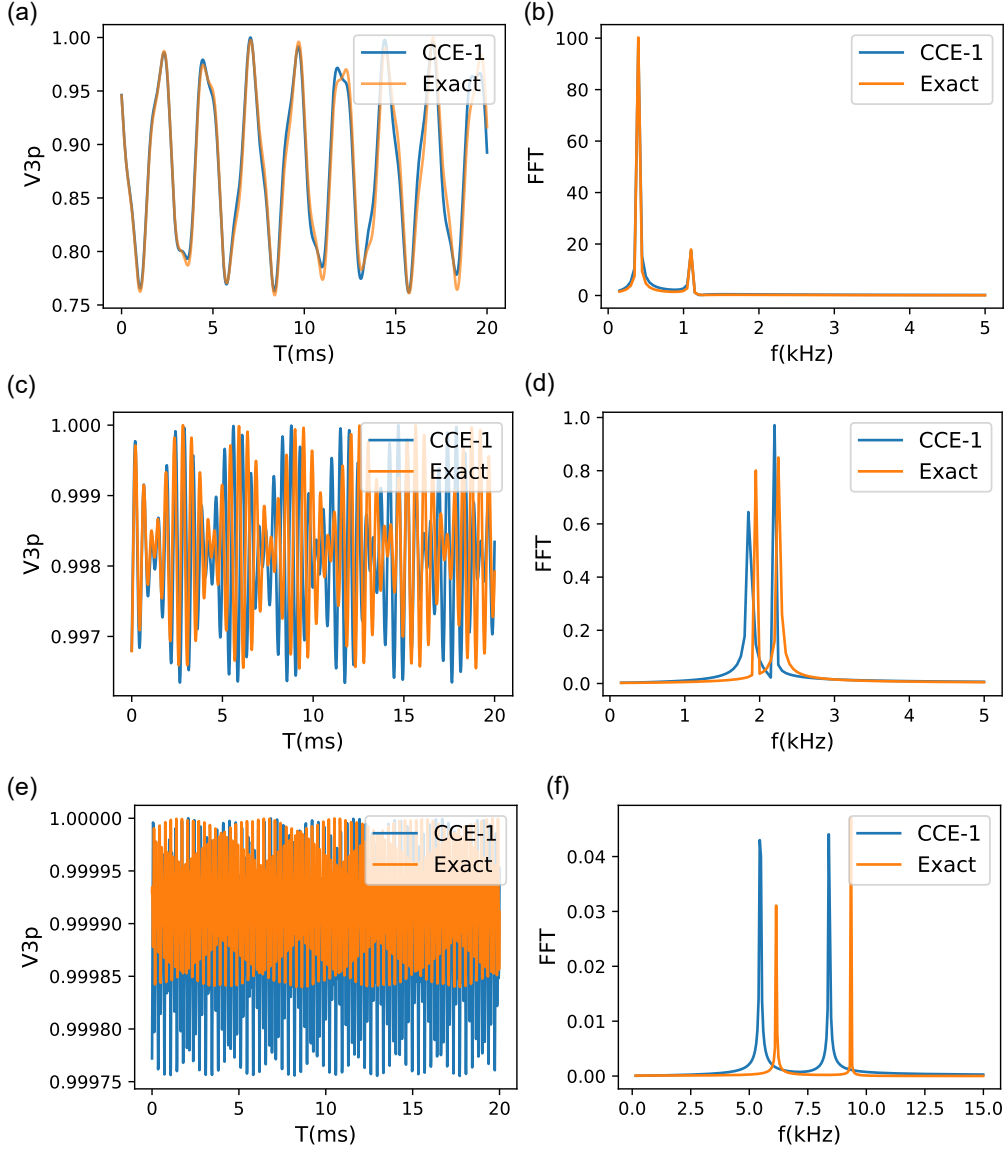 (a)
V3p
1.00
0.95
0.90
0.85
0.80
0.75
CCE-1
Exact
0 5 10 15 20
T(ms)
(b)
FFT
100
80
60
40
20
0
CCE-1
Exact
0 1 2 3 4 5
f(kHz)
(c)
V3p
1.000
0.999
0.998
0.997
CCE-1
Exact
0 5 10 15 20
T(ms)
(d)
FFT
1.0
0.8
0.6
0.4
0.2
0.0
CCE-1
Exact
0 1 2 3 4 5
f(kHz)
(e)
V3p
1.00000
0.99995
0.99990
0.99985
0.99980
0.99975
CCE-1
Exact
0 5 10 15 20
T(ms)
(f)
FFT
0.04
0.03
0.02
0.01
0.00
CCE-1
Exact
0.0 2.5 5.0 7.5 10.0 12.5 15.0
f(kHz)